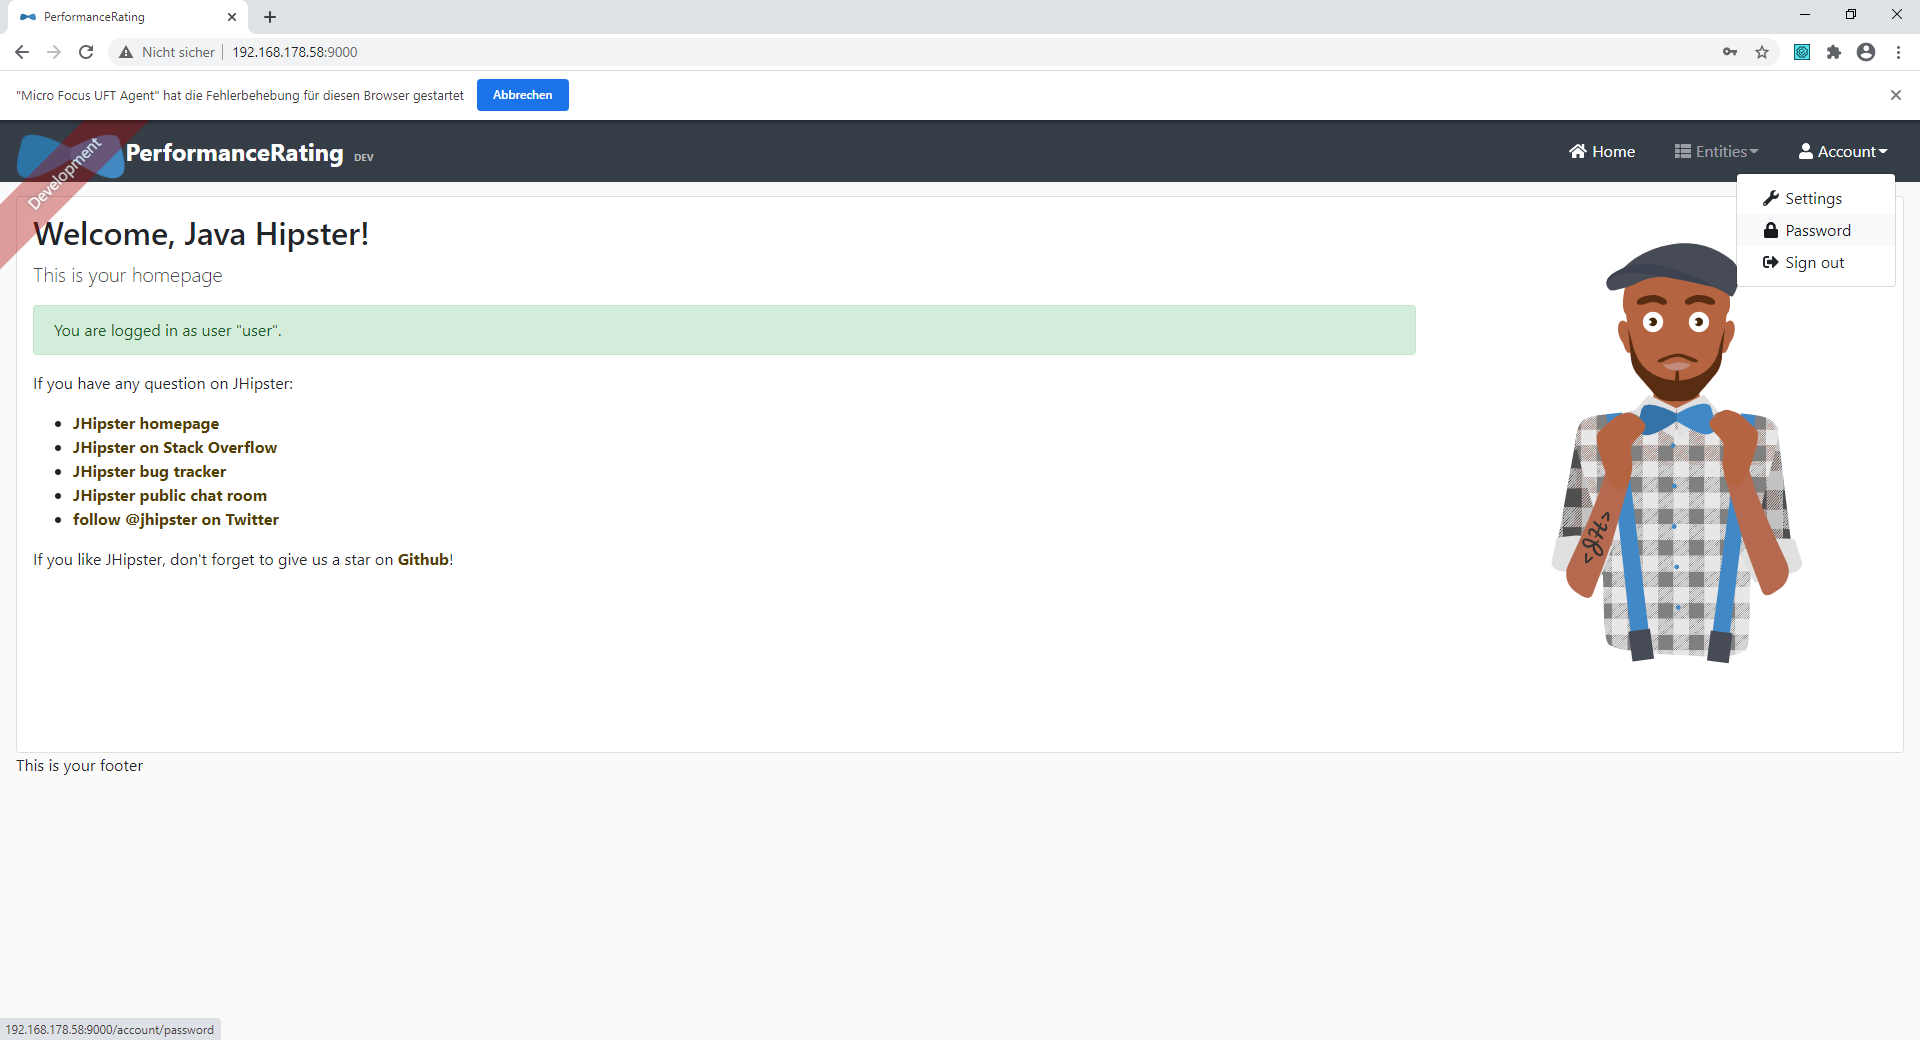 PerformanceRating
Nicht sicher 192.168.178.58:9000
"Micro Focus UFT Agent" hat die Fehlerbehebung für diesen Browser gestartet Abbrechen
Development
PerformanceRating DEV
Home Entities Account
Settings
Password
Sign out
Welcome, Java Hipster!
This is your homepage
You are logged in as user "user".
If you have any question on JHipster:
JHipster homepage
JHipster on Stack Overflow
JHipster bug tracker
JHipster public chat room
follow @jhipster on Twitter
If you like JHipster, don't forget to give us a star on Github!
<JH>
This is your footer
192.168.178.58:9000/account/password